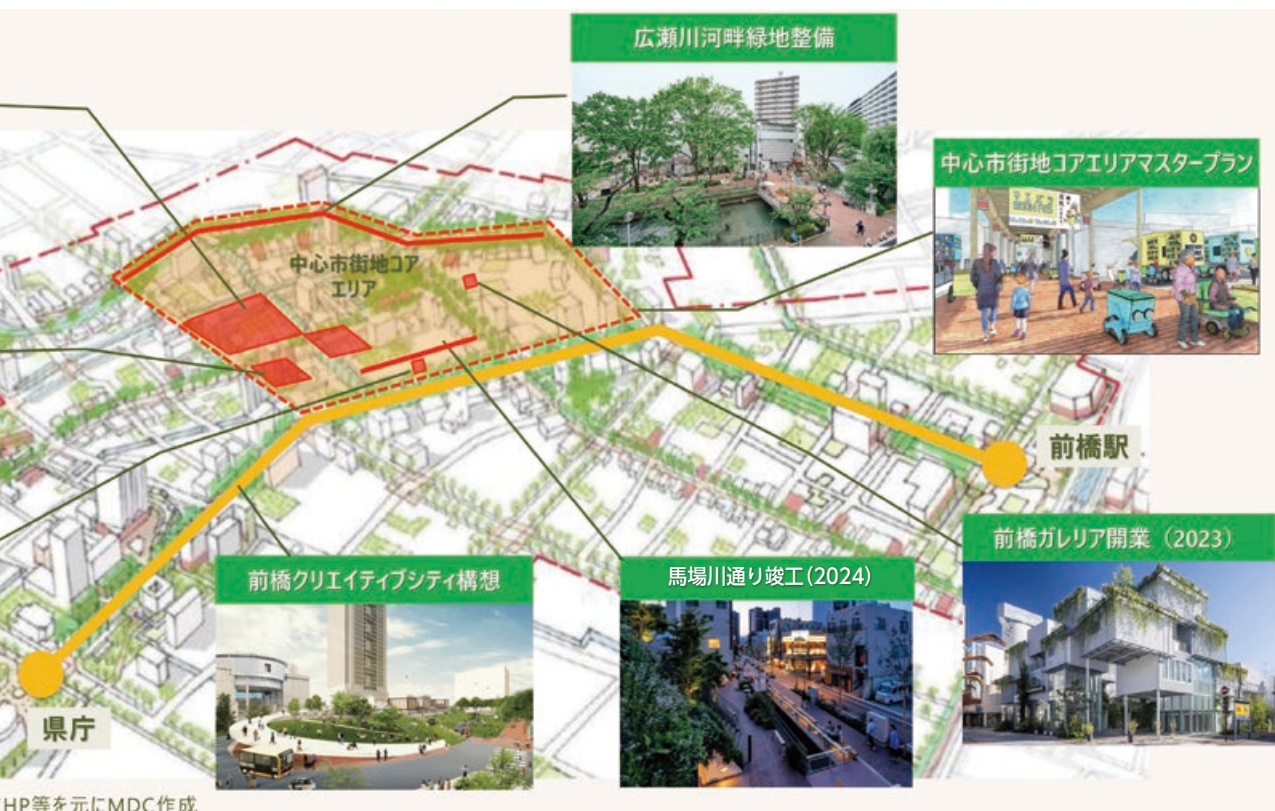 広瀬川河畔緑地整備
中心市街地コアエリアマスタープラン
中心市街地コア
エリア
前橋駅
前橋ガレリア開業（2023）
前橋クリエイティブシティ構想
馬場川通り竣工（2024）
県庁
HP等を元にMDC作成